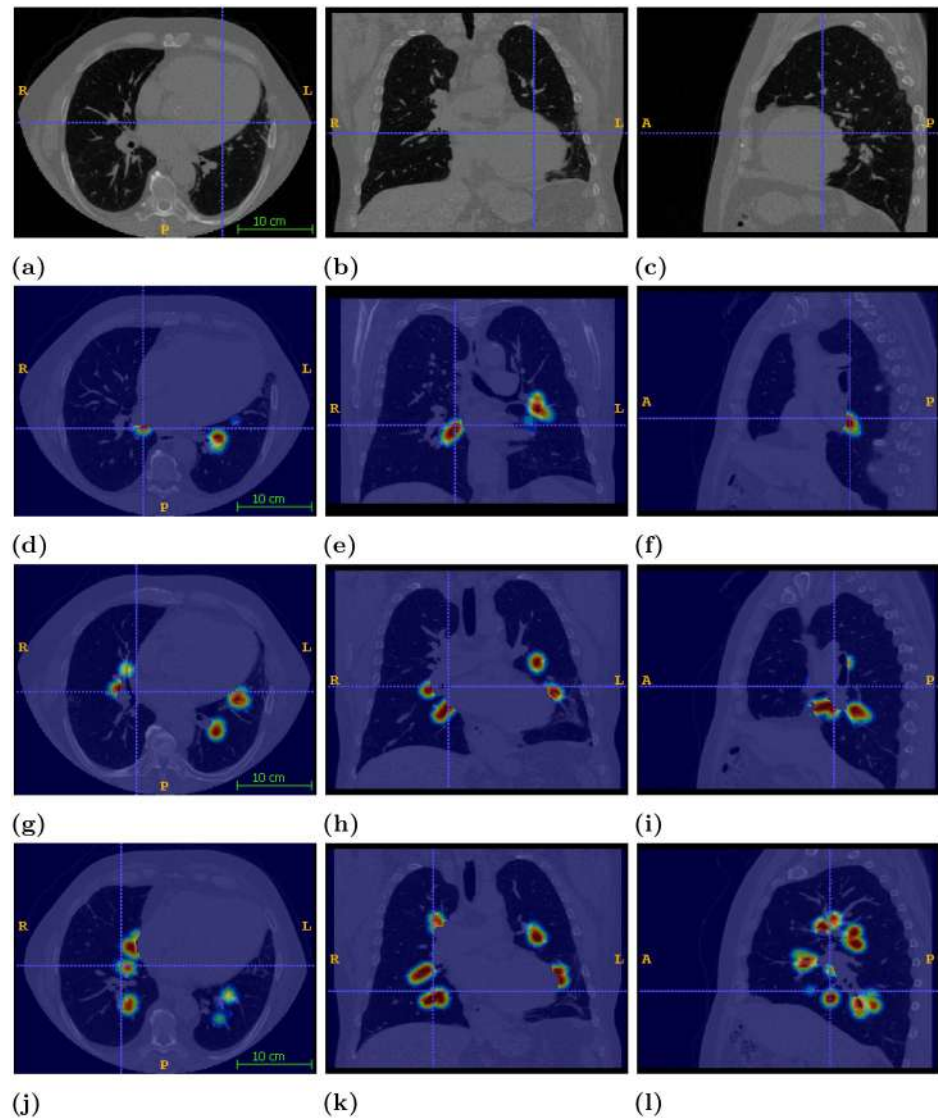 R L 10 cm P
R L
A P
(a) (b) (c)
R L 10 cm P
R L
A P
(d) (e) (f)
R L 10 cm P
R L
A P
(g) (h) (i)
R L 10 cm P
R L
A P
(j) (k) (l)